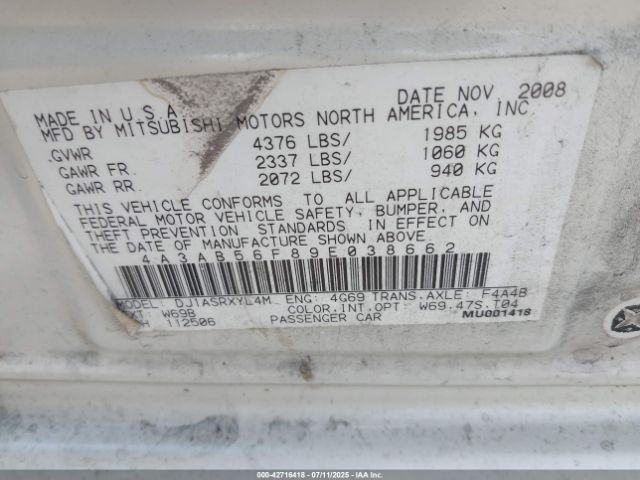 DATE NOV 2008
MADE IN U S A
MFD BY MITSUBISHI MOTORS NORTH AMERICA, INC.
GVWR 4376 LBS/ 1985 KG
GAWR FR. 2337 LBS/ 1060 KG
GAWR RR. 2072 LBS/ 940 KG
THIS VEHICLE CONFORMS TO ALL APPLICABLE
FEDERAL MOTOR VEHICLE SAFETY, BUMPER, AND
THEFT PREVENTION STANDARDS IN EFFECT ON
THE DATE OF MANUFACTURE SHOWN ABOVE
4A3AB56F89E038662
MODEL: DJ1ASRXYL4M ENG: 4G69 TRANS.AXLE: F4A4B
W69B COLOR.INT.OPT: W69.47S.T04
112506 PASSENGER CAR MU001418
000-42716418 - 07/11/2025 - IAA